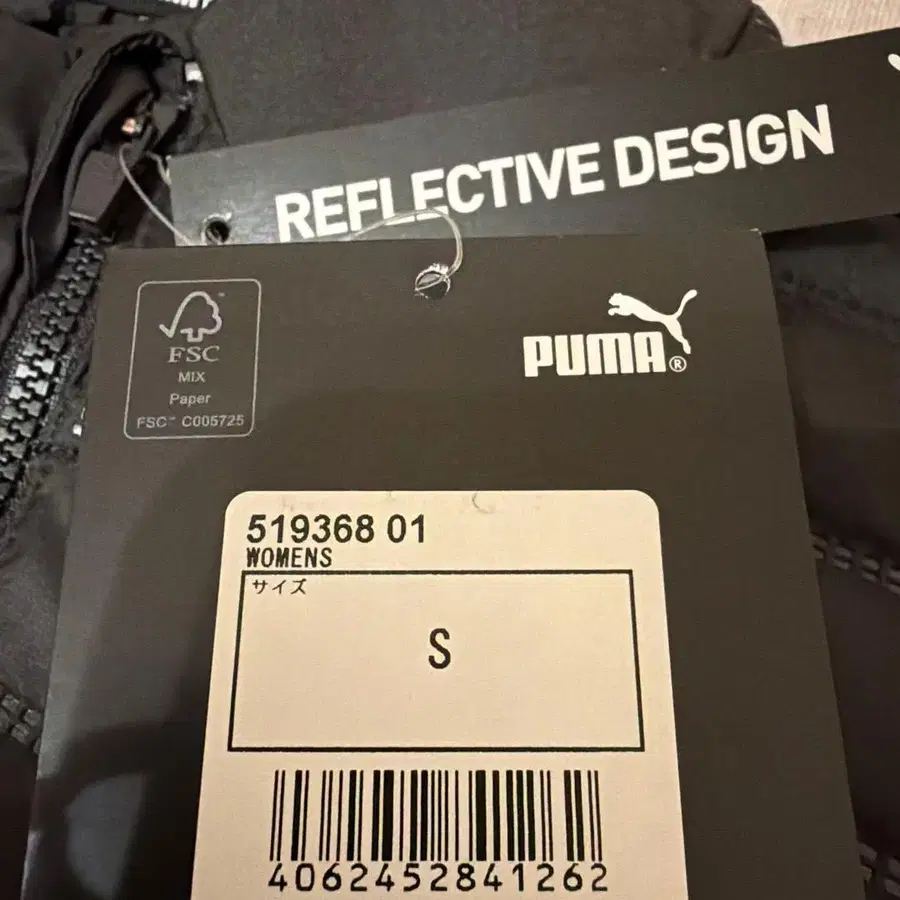 REFLECTIVE DESIGN
FSC
MIX
Paper
FSC™ C005725
PUMA®
519368 01
WOMENS
サイズ
S
4062452841262